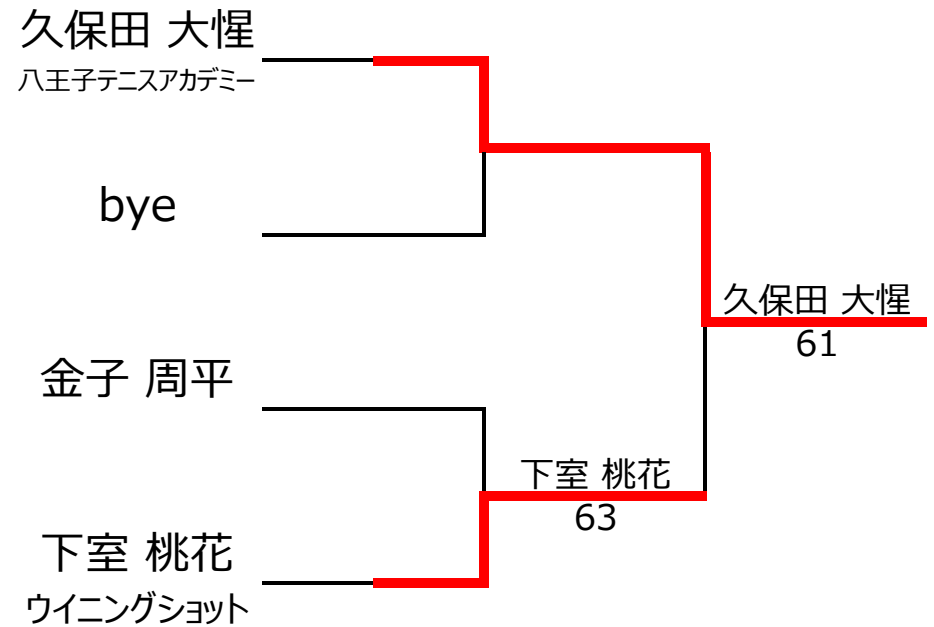 久保田 大惺
八王子テニスアカデミー
bye
金子 周平
下室 桃花
ウイニングショット
下室 桃花
63
久保田 大惺
61